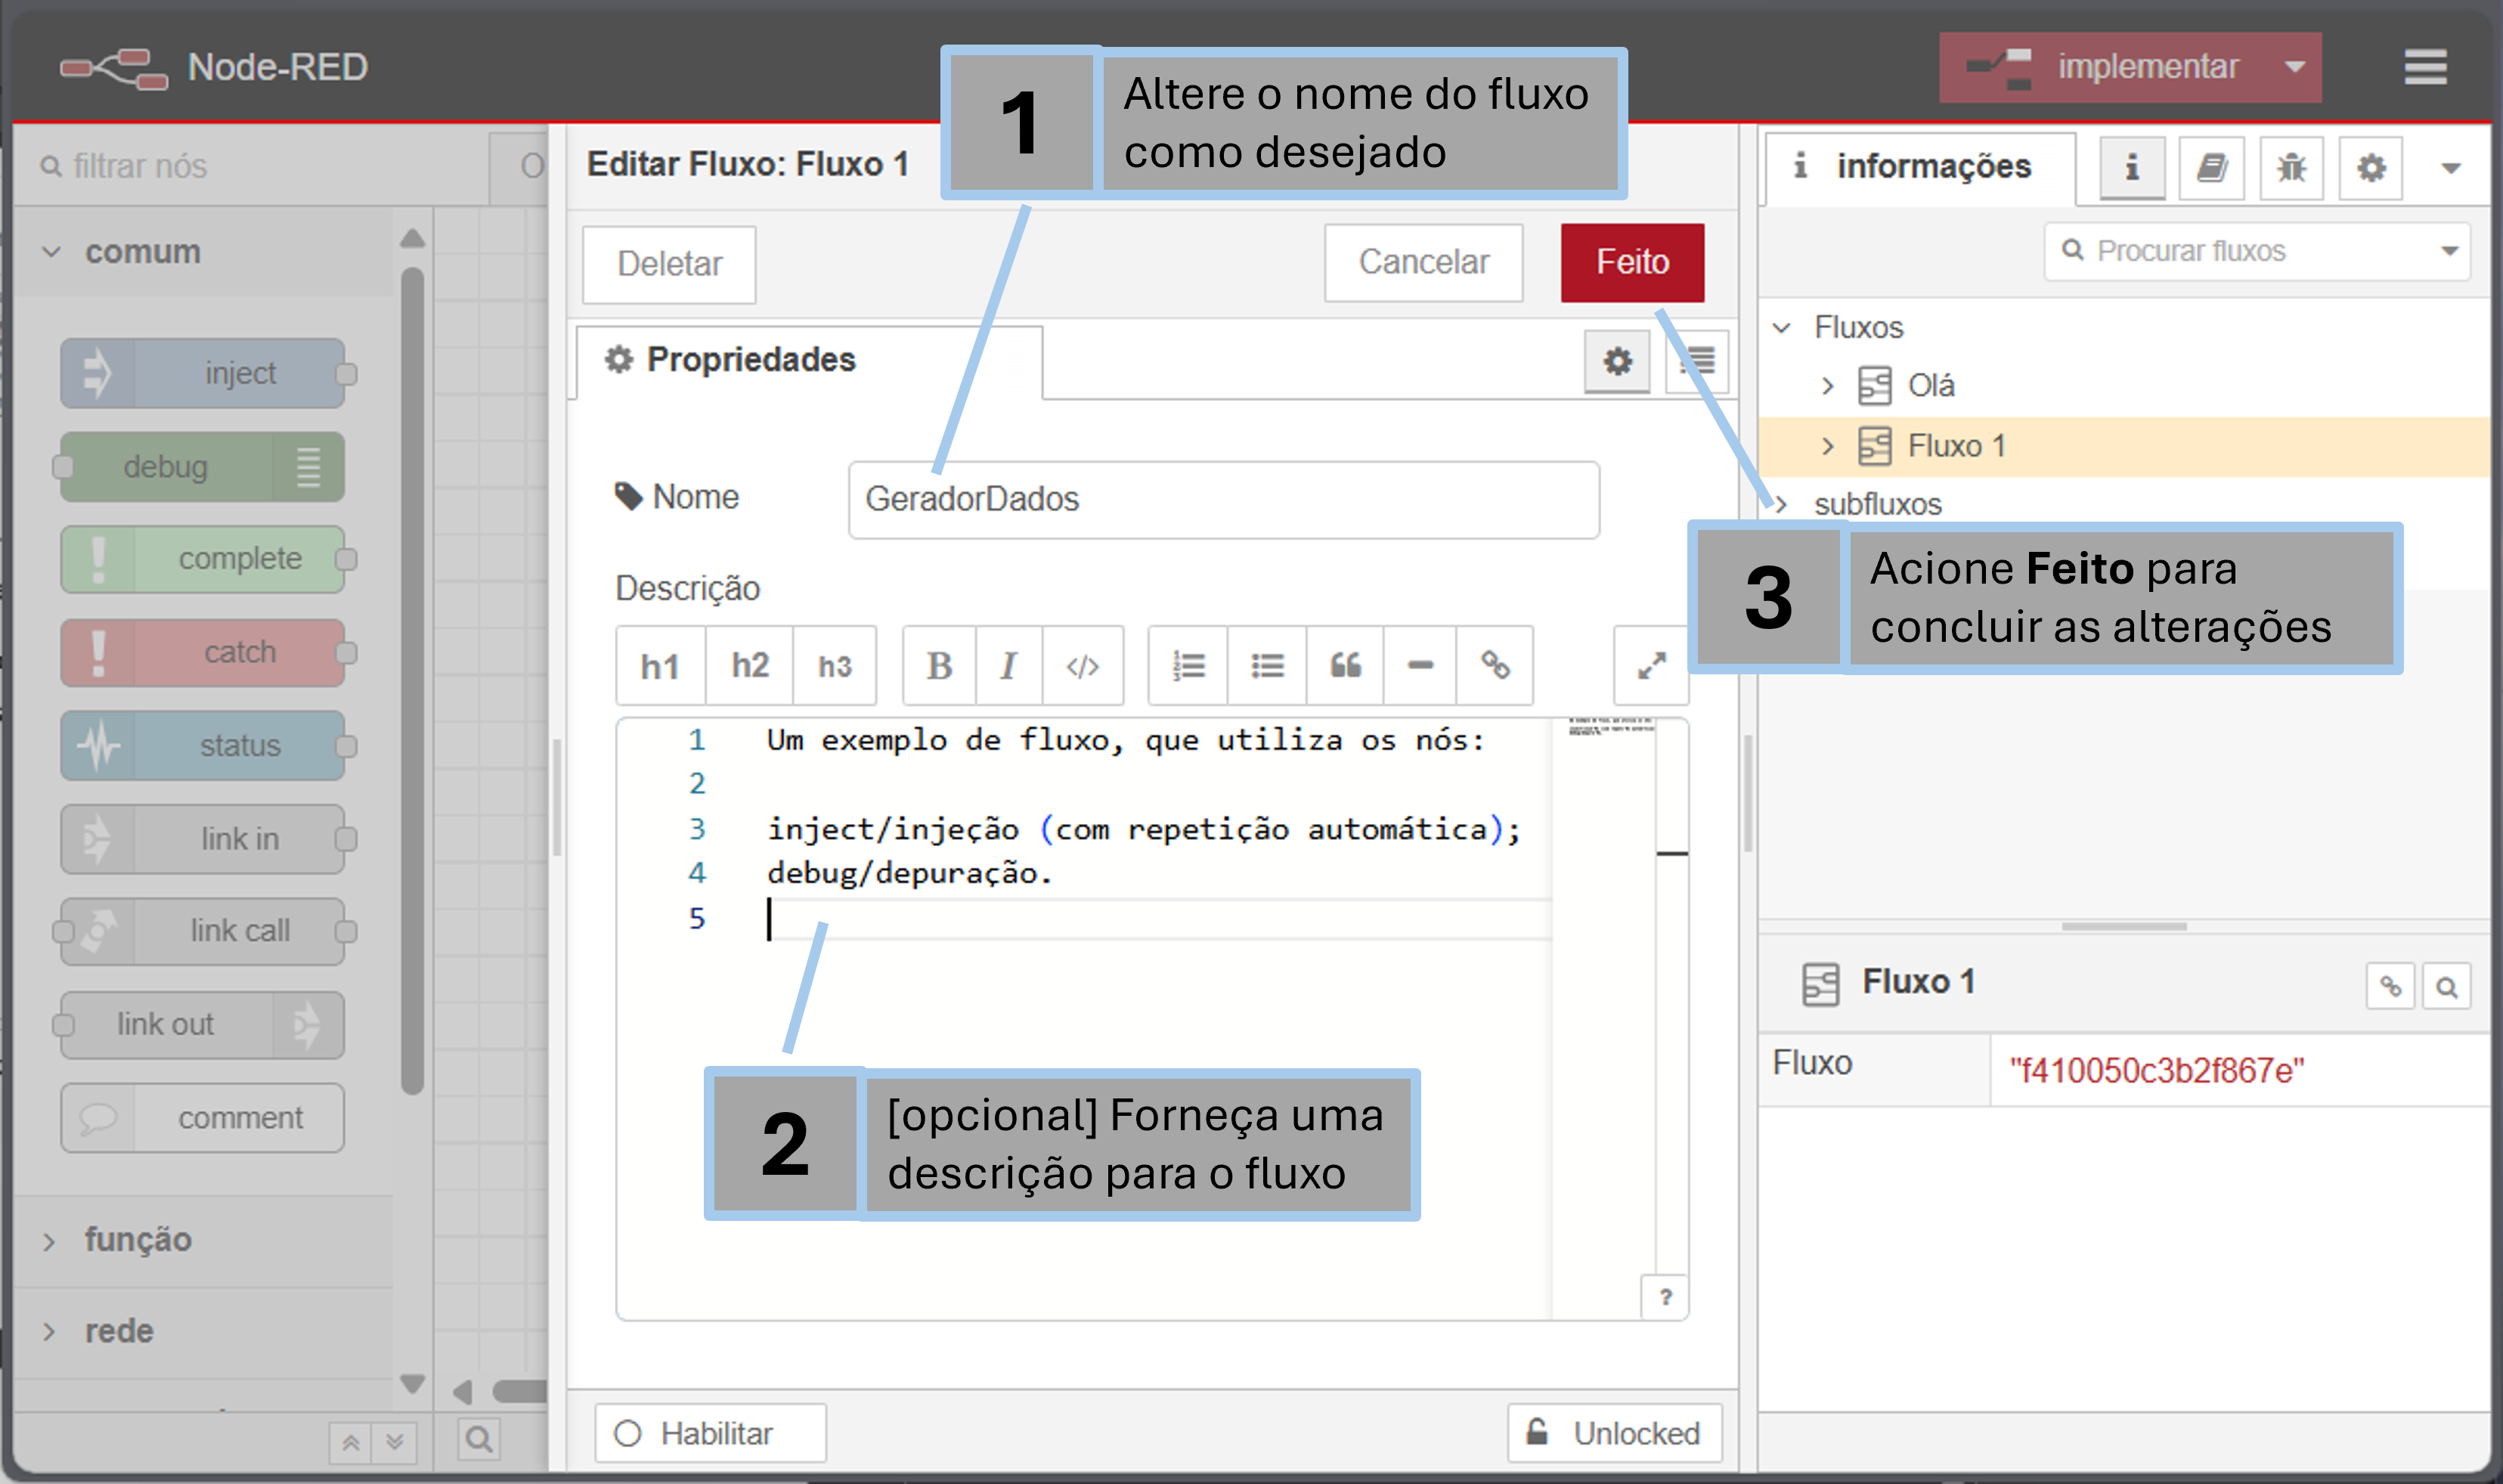 Node-RED
implementar
1
Altere o nome do fluxo
como desejado
filtrar nós
O
Editar Fluxo: Fluxo 1
i informações
i
comum
Deletar
Cancelar
Feito
Procurar fluxos
inject
debug
complete
catch
status
link in
link call
link out
comment
função
rede
Propriedades
Nome
GeradorDados
Descrição
h1 h2 h3 B I </>
1 Um exemplo de fluxo, que utiliza os nós:
2
3 inject/injeção (com repetição automática);
4 debug/depuração.
5
2
[opcional] Forneça uma
descrição para o fluxo
?
Habilitar
Unlocked
Fluxos
Olá
Fluxo 1
subfluxos
3
Acione Feito para
concluir as alterações
Fluxo 1
Fluxo
"f410050c3b2f867e"